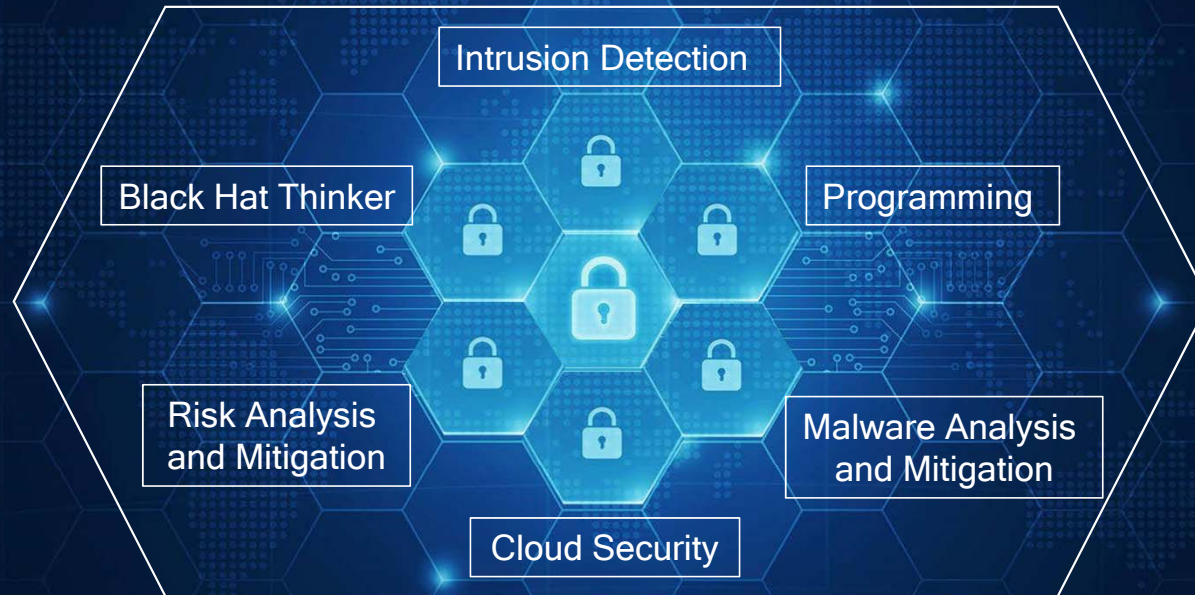 Intrusion Detection
Black Hat Thinker
Programming
Risk Analysis
and Mitigation
Malware Analysis
and Mitigation
Cloud Security